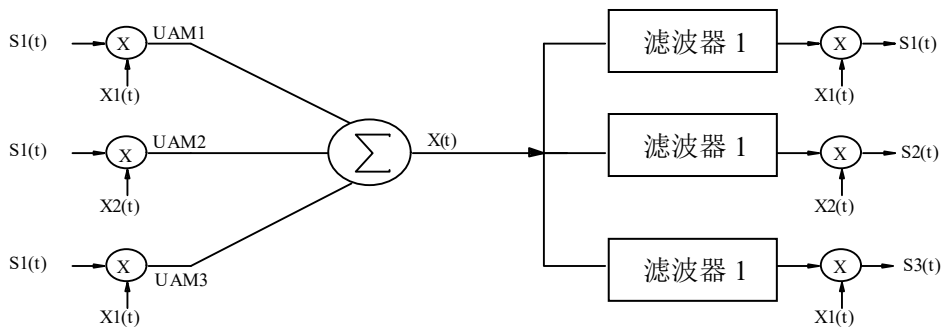 S1(t)
X
UAM1
X1(t)
S1(t)
X
UAM2
X2(t)
S1(t)
X
UAM3
X1(t)
∑
X(t)
滤波器 1
X
S1(t)
X1(t)
滤波器 1
X
S2(t)
X2(t)
滤波器 1
X
S3(t)
X1(t)